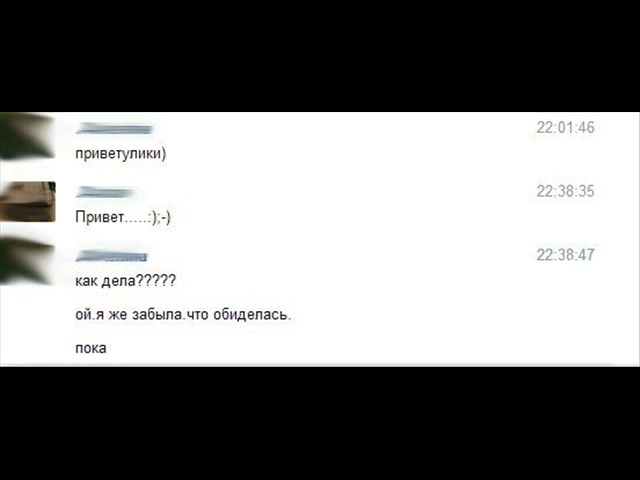 22:01:46
приветулики)
22:38:35
Привет.....:);-)
22:38:47
как дела?????
ой.я же забыла.что обиделась.
пока